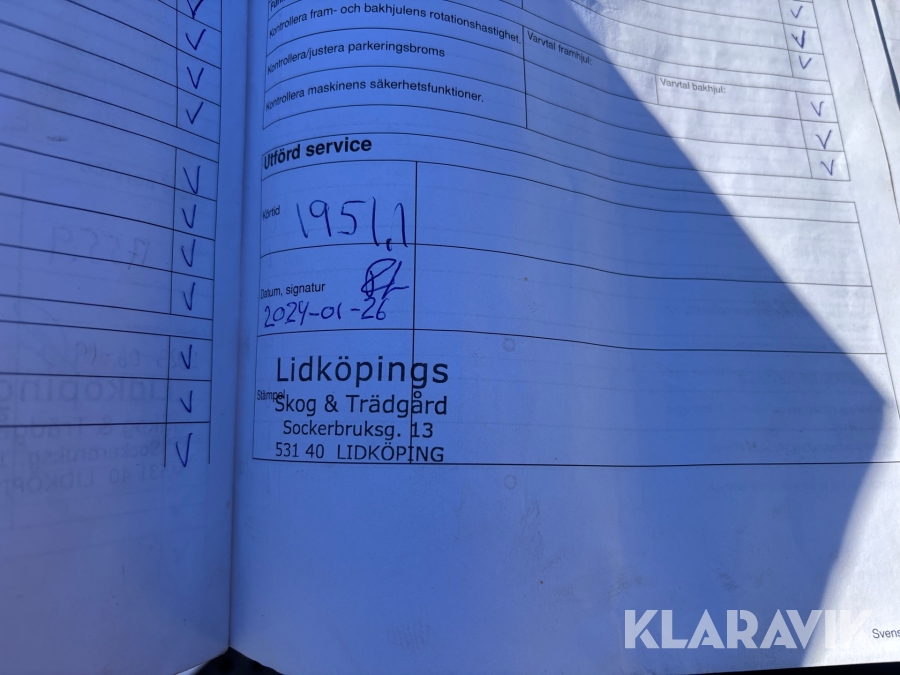 Kontrollera fram- och bakhjulens rotationshastighet.
Varvtal framhjul:
Kontrollera/justera parkeringsbroms
Varvtal bakhjul:
Kontrollera maskinens säkerhetsfunktioner.
Utförd service
Körtid
1951,1
Datum, signatur
2024-01-26
Stämpel
Lidköpings
Skog & Trädgård
Sockerbruksg. 13
531 40 LIDKÖPING
KLARAVIK
Svens